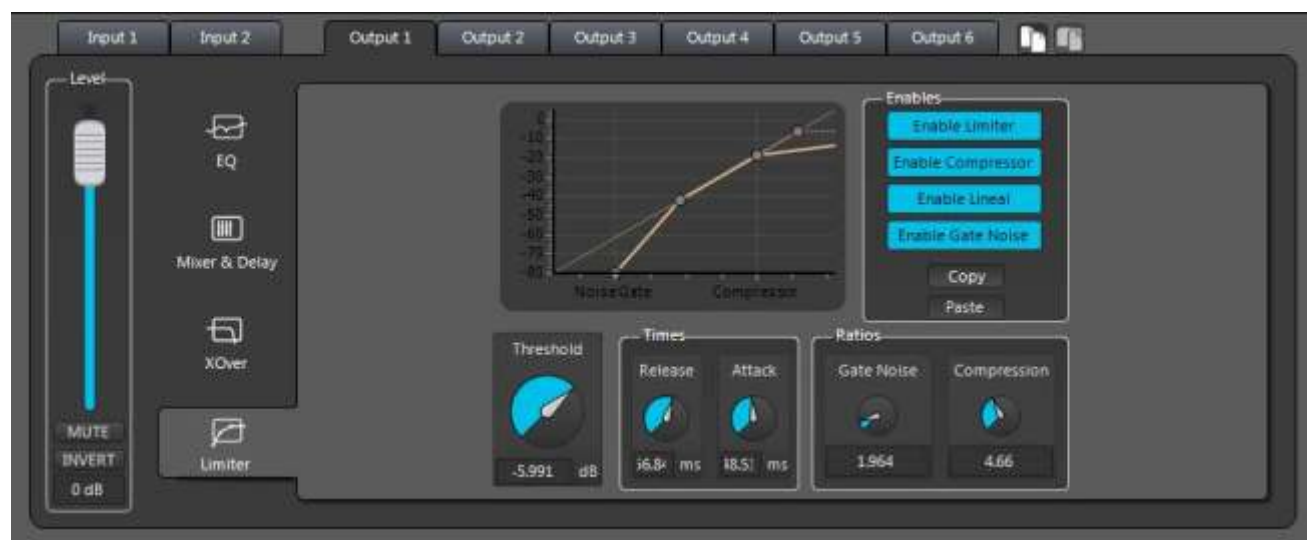 Input 1 Input 2 Output 1 Output 2 Output 3 Output 4 Output 5 Output 6
Level
Enables
Enable Limiter
Enable Compressor
Enable Lineal
Enable Gate Noise
Copy
Paste
EQ
Mixer & Delay
XOver
Limiter
0
-10
-20
-30
-40
-50
-60
-70
-80
NoiseGate Compressor
Threshold
-5.991 dB
Times
Release Attack
ms ms
Ratios
Gate Noise Compression
1.964 4.66
MUTE
INVERT
0 dB